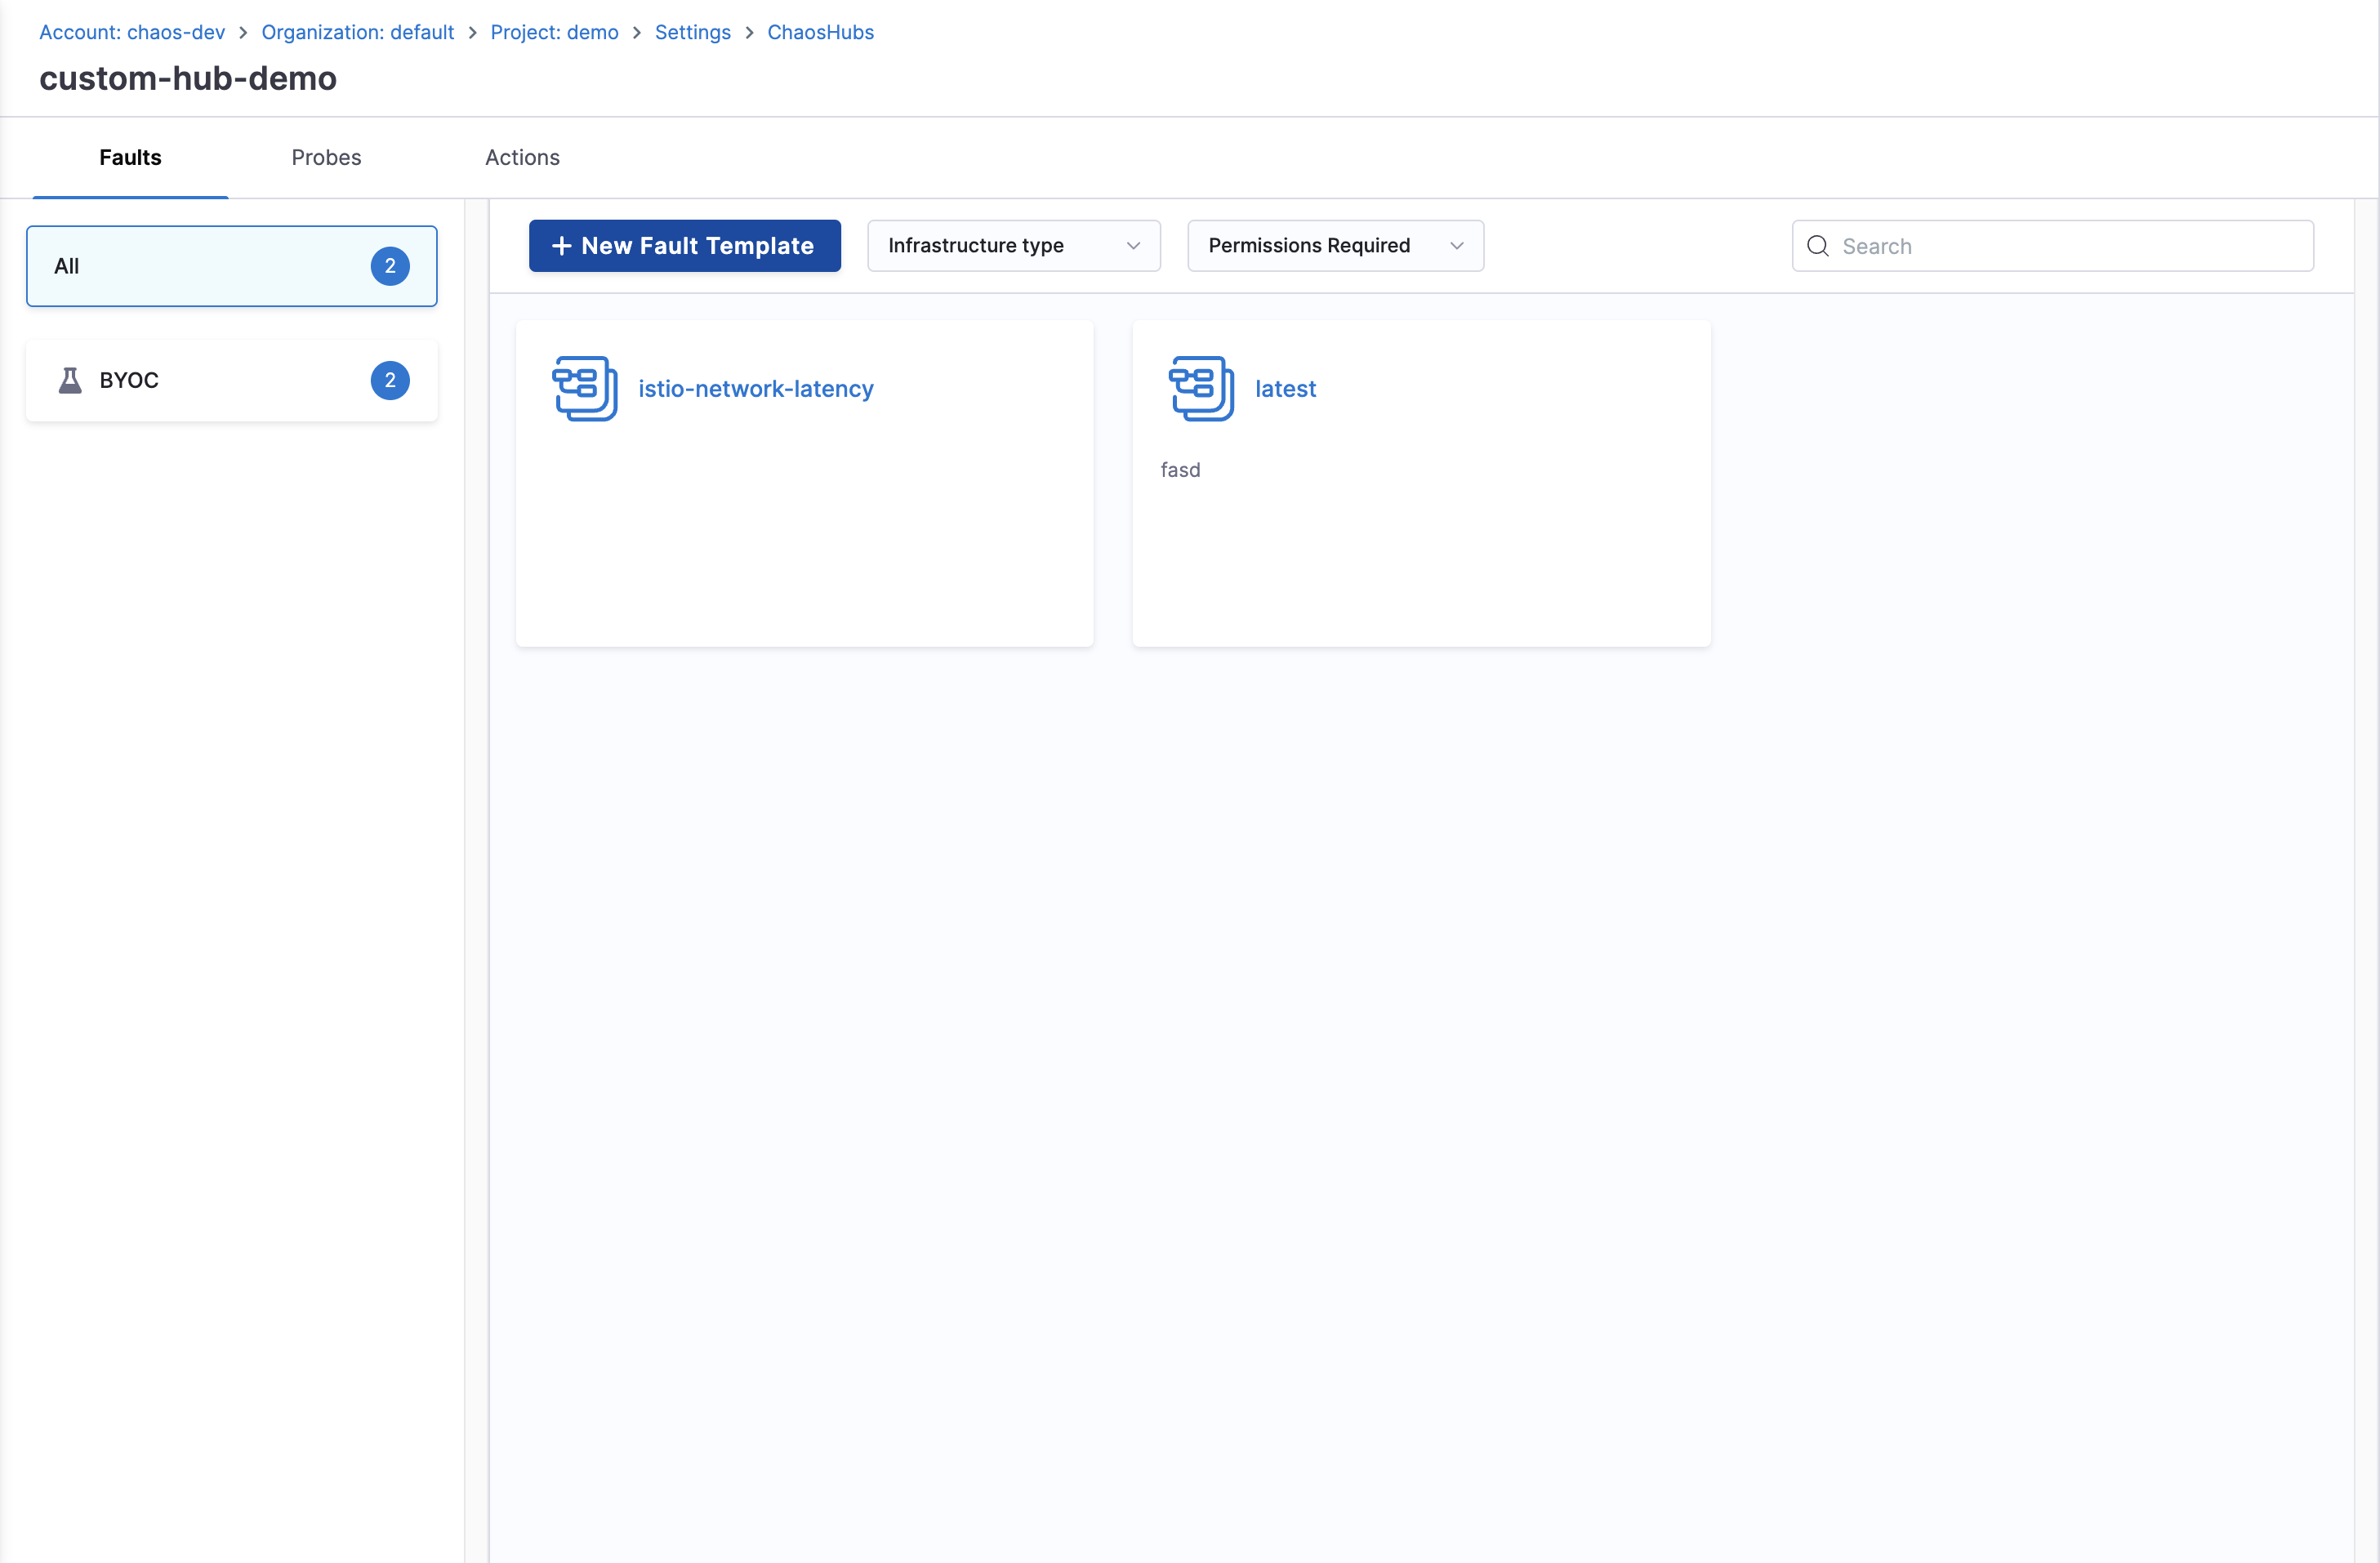 Account: chaos-dev > Organization: default > Project: demo > Settings > ChaosHubs
custom-hub-demo
Faults Probes Actions
All 2
BYOC 2
+ New Fault Template Infrastructure type Permissions Required Search
istio-network-latency
latest
fasd